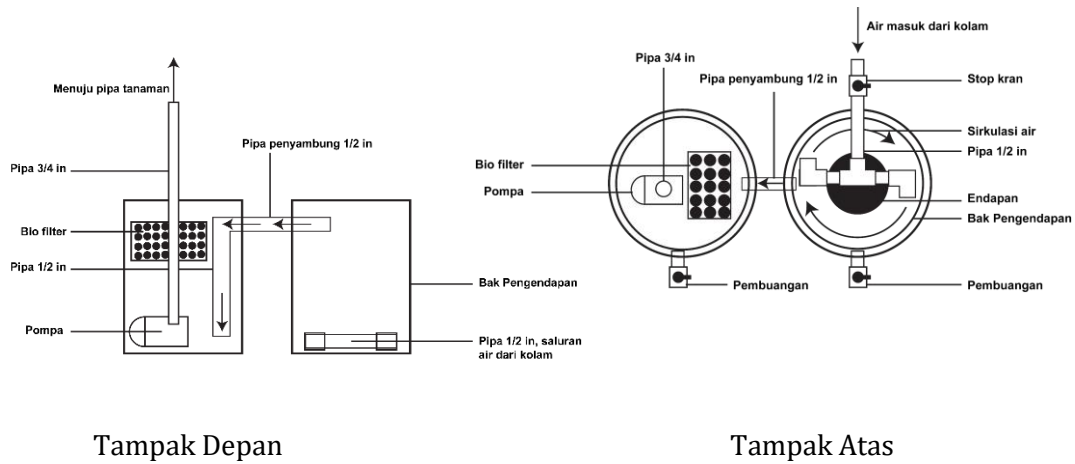 Menuju pipa tanaman
Pipa penyambung 1/2 in
Pipa 3/4 in
Bio filter
Pipa 1/2 in
Pompa
Bak Pengendapan
Pipa 1/2 in, saluran
air dari kolam
Tampak Depan
Air masuk dari kolam
Pipa 3/4 in
Pipa penyambung 1/2 in
Stop kran
Sirkulasi air
Pipa 1/2 in
Bio filter
Pompa
Endapan
Bak Pengendapan
Pembuangan
Pembuangan
Tampak Atas